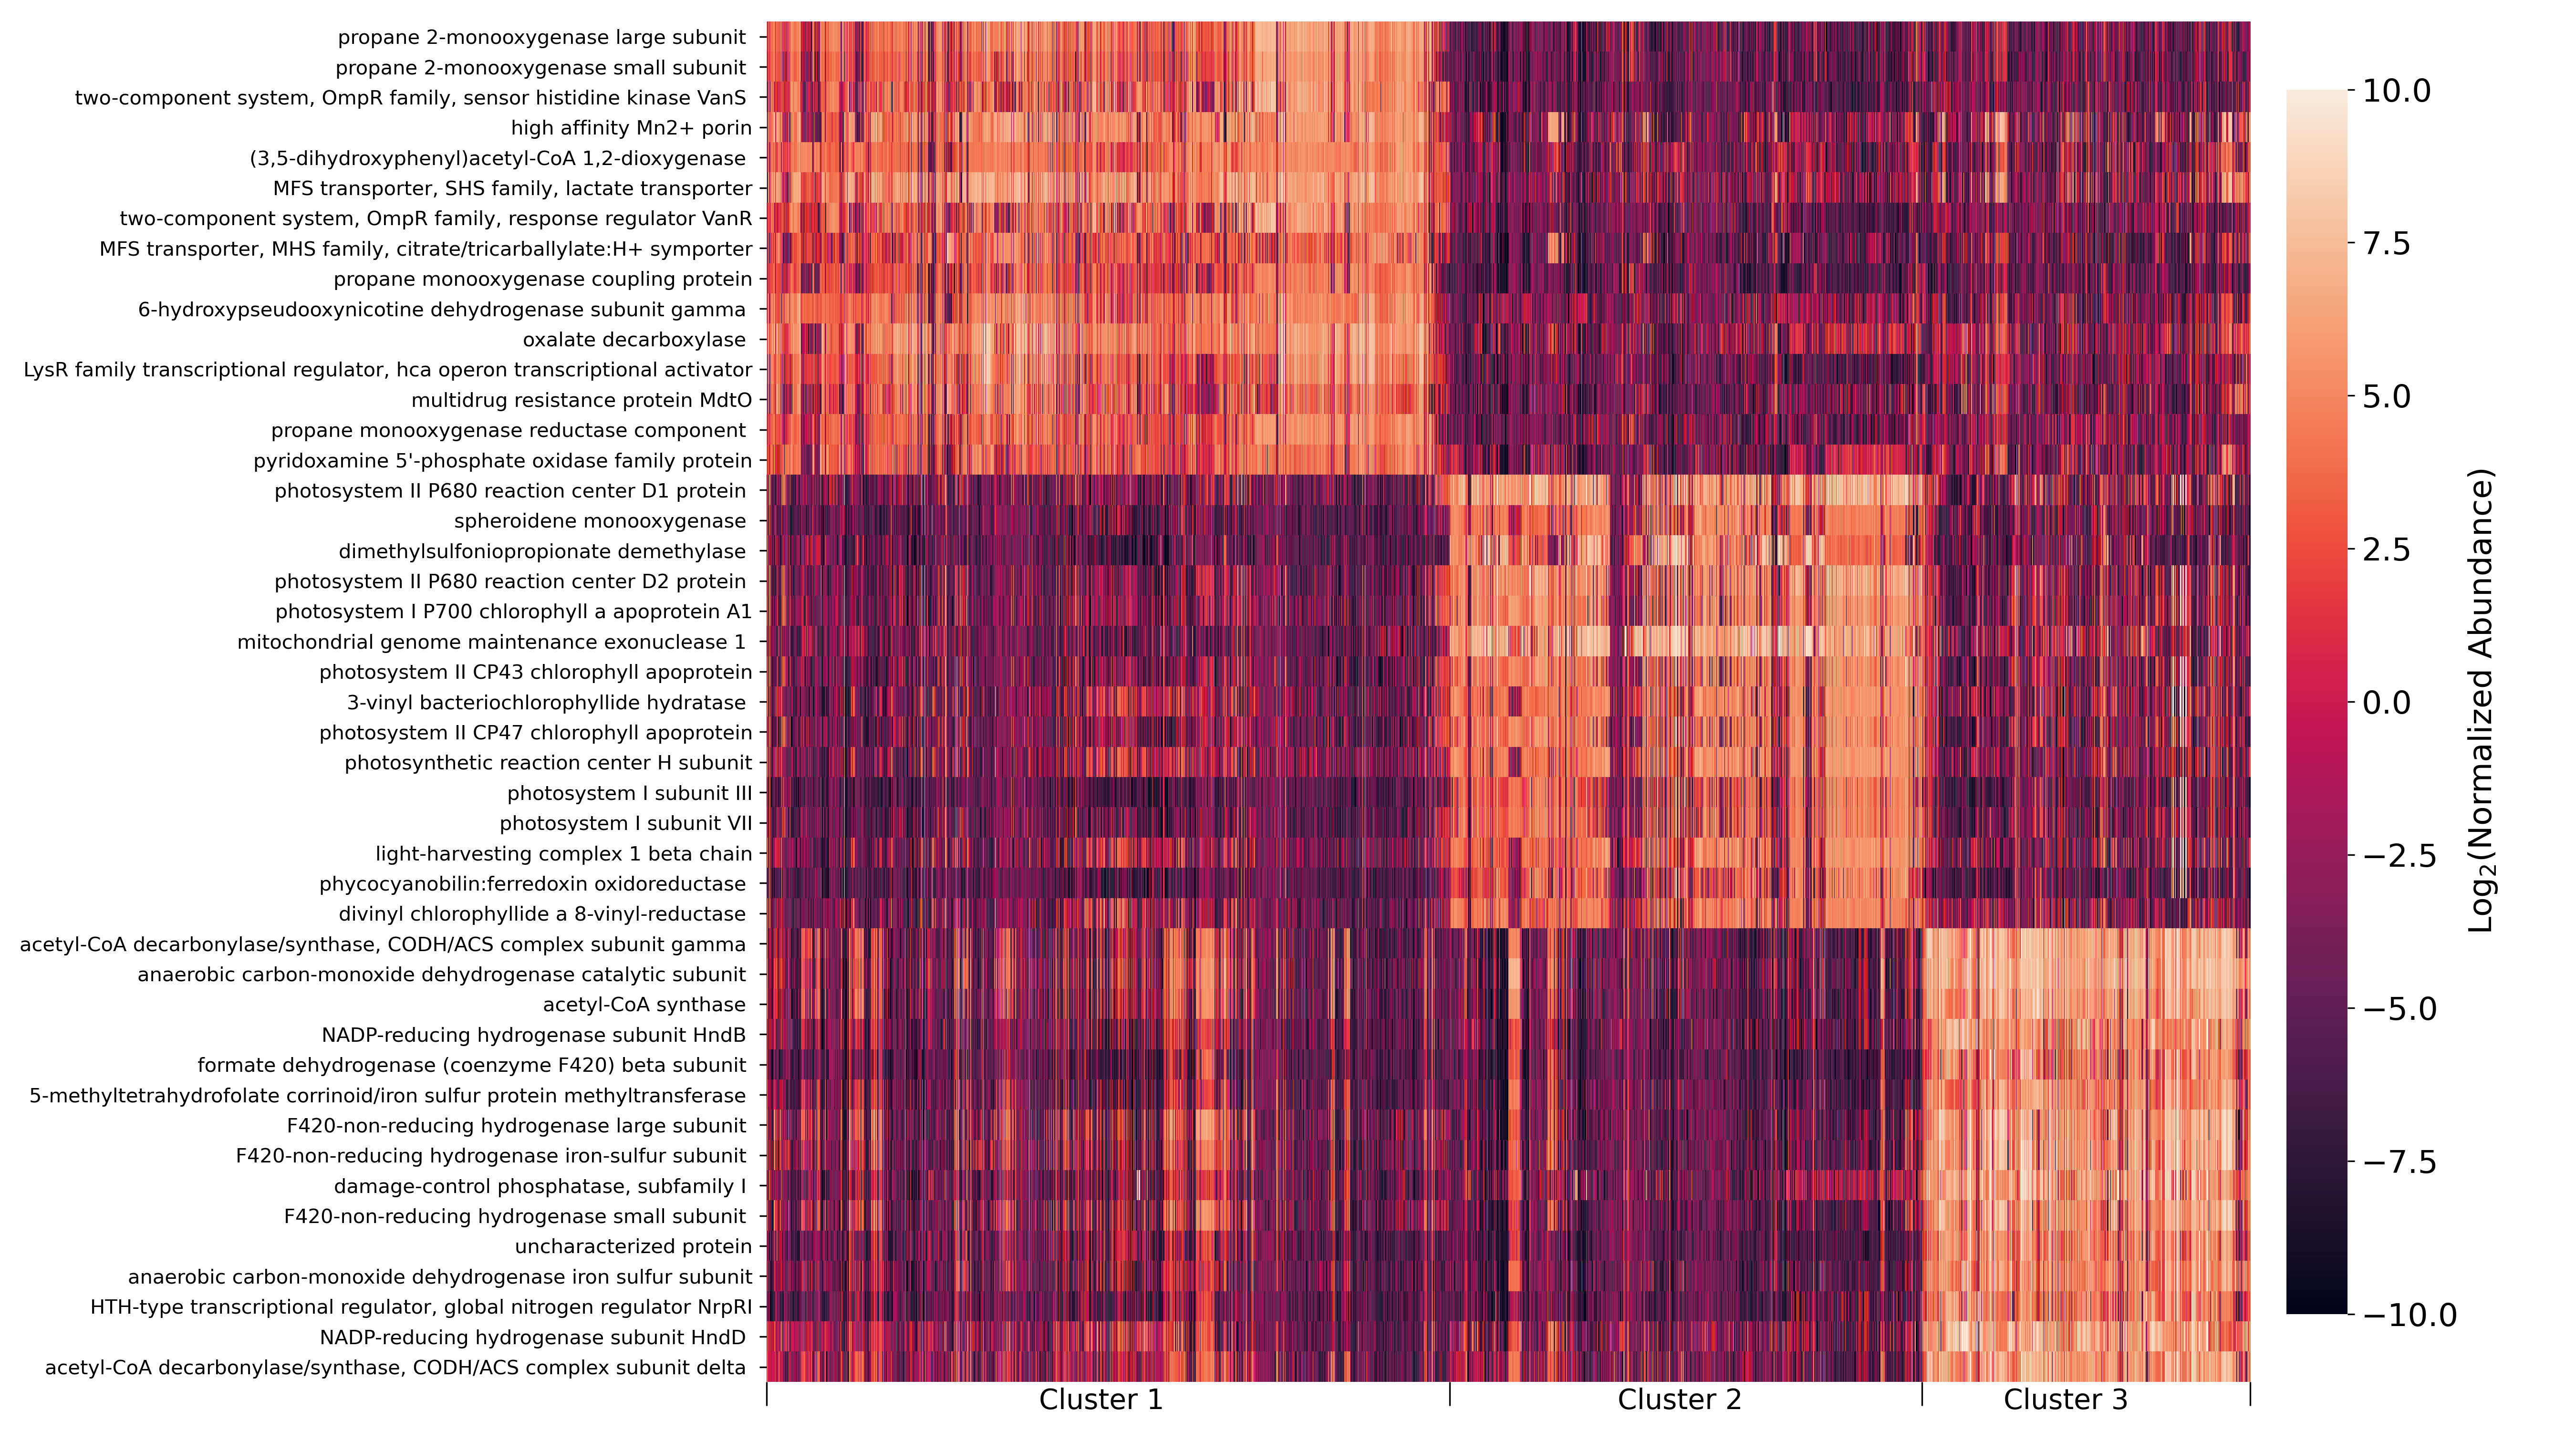 propane 2-monooxygenase large subunit
propane 2-monooxygenase small subunit
two-component system, OmpR family, sensor histidine kinase VanS
high affinity Mn2+ porin
(3,5-dihydroxyphenyl)acetyl-CoA 1,2-dioxygenase
MFS transporter, SHS family, lactate transporter
two-component system, OmpR family, response regulator VanR
MFS transporter, MHS family, citrate/tricarballylate:H+ symporter
propane monooxygenase coupling protein
6-hydroxypseudooxynicotine dehydrogenase subunit gamma
oxalate decarboxylase
LysR family transcriptional regulator, hca operon transcriptional activator
multidrug resistance protein MdtO
propane monooxygenase reductase component
pyridoxamine 5'-phosphate oxidase family protein
photosystem II P680 reaction center D1 protein
spheroidene monooxygenase
dimethylsulfoniopropionate demethylase
photosystem II P680 reaction center D2 protein
photosystem I P700 chlorophyll a apoprotein A1
mitochondrial genome maintenance exonuclease 1
photosystem II CP43 chlorophyll apoprotein
3-vinyl bacteriochlorophyllide hydratase
photosystem II CP47 chlorophyll apoprotein
photosynthetic reaction center H subunit
photosystem I subunit III
photosystem I subunit VII
light-harvesting complex 1 beta chain
phycocyanobilin:ferredoxin oxidoreductase
divinyl chlorophyllide a 8-vinyl-reductase
acetyl-CoA decarbonylase/synthase, CODH/ACS complex subunit gamma
anaerobic carbon-monoxide dehydrogenase catalytic subunit
acetyl-CoA synthase
NADP-reducing hydrogenase subunit HndB
formate dehydrogenase (coenzyme F420) beta subunit
5-methyltetrahydrofolate corrinoid/iron sulfur protein methyltransferase
F420-non-reducing hydrogenase large subunit
F420-non-reducing hydrogenase iron-sulfur subunit
damage-control phosphatase, subfamily I
F420-non-reducing hydrogenase small subunit
uncharacterized protein
anaerobic carbon-monoxide dehydrogenase iron sulfur subunit
HTH-type transcriptional regulator, global nitrogen regulator NrpRI
NADP-reducing hydrogenase subunit HndD
acetyl-CoA decarbonylase/synthase, CODH/ACS complex subunit delta
Cluster 1
Cluster 2
Cluster 3
10.0
7.5
5.0
2.5
0.0
−2.5
−5.0
−7.5
−10.0
Log₂(Normalized Abundance)